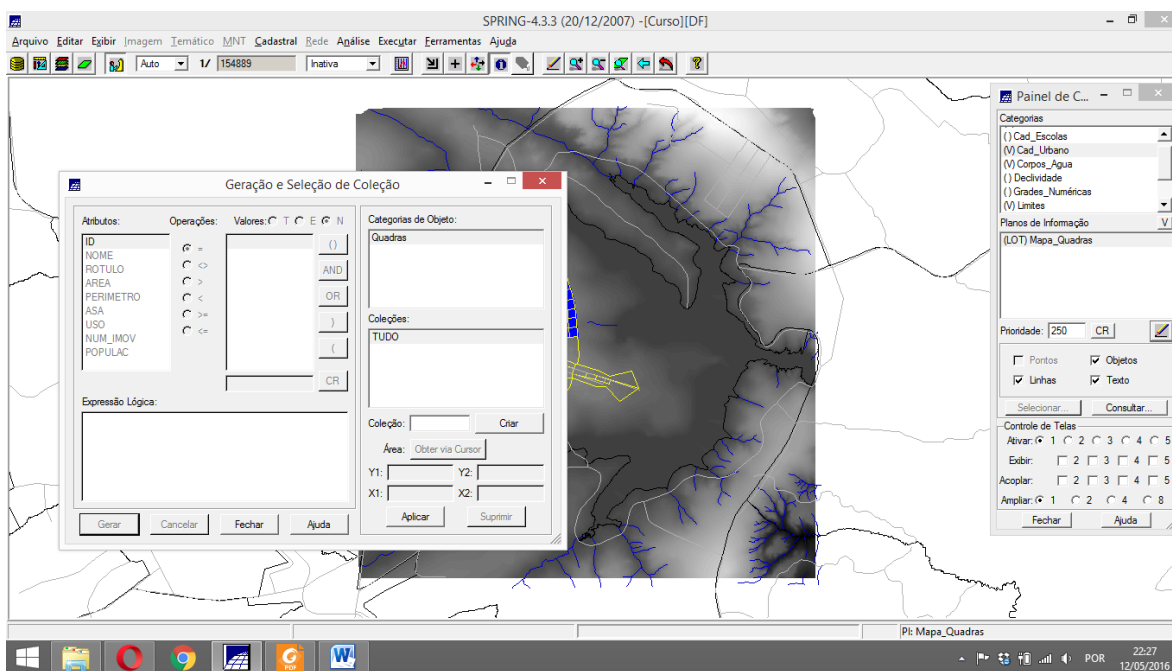 SPRING-4.3.3 (20/12/2007) -[Curso][DF]
Arquivo Editar Exibir Imagem Temático MNT Cadastral Rede Análise Executar Ferramentas Ajuda
Auto 1/ 154889 Inativa
Geração e Seleção de Coleção
Atributos: Operações: Valores: T E N
ID
NOME
ROTULO
AREA
PERIMETRO
ASA
USO
NUM_IMOV
POPULAC
=
<>
>
<
>=
<=
()
AND
OR
)
(
CR
Expressão Lógica:
Gerar Cancelar Fechar Ajuda
Categorias de Objeto:
Quadras
Coleções:
TUDO
Coleção: Criar
Área: Obter via Cursor
Y1: Y2:
X1: X2:
Aplicar Suprimir
Painel de C...
Categorias
( ) Cad_Escolas
(V) Cad_Urbano
(V) Corpos_Agua
( ) Declividade
( ) Grades_Numéricas
(V) Limites
Planos de Informação V
(LOT) Mapa_Quadras
Prioridade: 250 CR
Pontos Objetos
Linhas Texto
Selecionar... Consultar...
Controle de Telas
Ativar: 1 2 3 4 5
Exibir: 2 3 4 5
Acoplar: 2 3 4 5
Ampliar: 1 2 4 8
Fechar Ajuda
PI: Mapa_Quadras
PDF
POR
22:27
12/05/2016